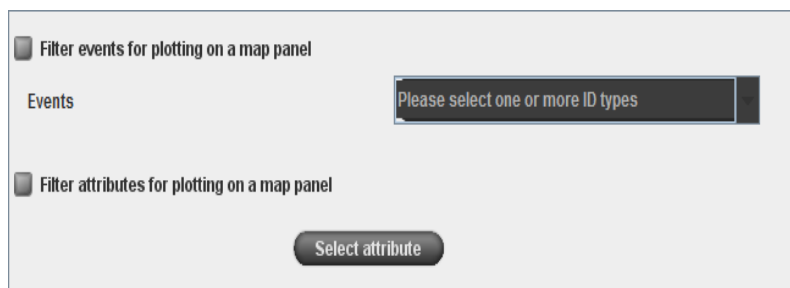 Filter events for plotting on a map panel
Events
Please select one or more ID types
Filter attributes for plotting on a map panel
Select attribute